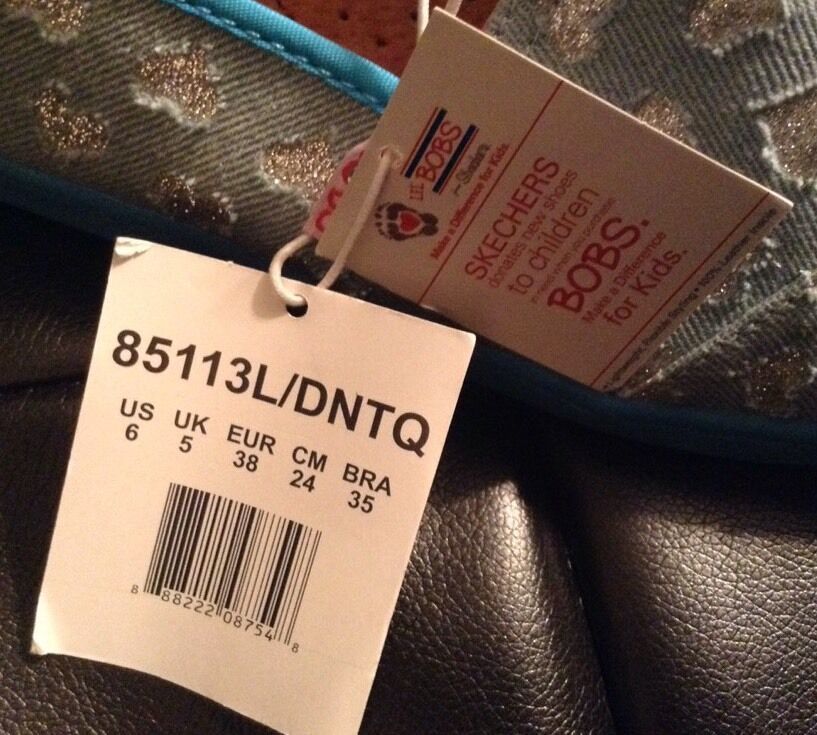 LIL' BOBS
Make a Difference for Kids.
SKECHERS
donates new shoes
to children
BOBS.
Make a Difference
for Kids.
85113L/DNTQ
US UK EUR CM BRA
6 5 38 24 35
8 88222 08754 8